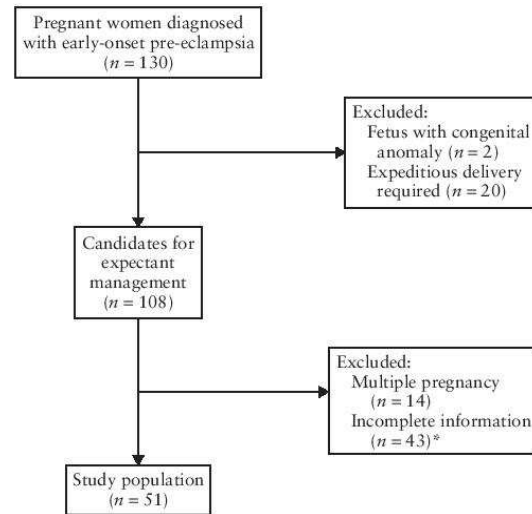 Pregnant women diagnosed
with early-onset pre-eclampsia
(n = 130)
Excluded:
Fetus with congenital
anomaly (n = 2)
Expeditious delivery
required (n = 20)
Candidates for
expectant
management
(n = 108)
Excluded:
Multiple pregnancy
(n = 14)
Incomplete information
(n = 43)*
Study population
(n = 51)